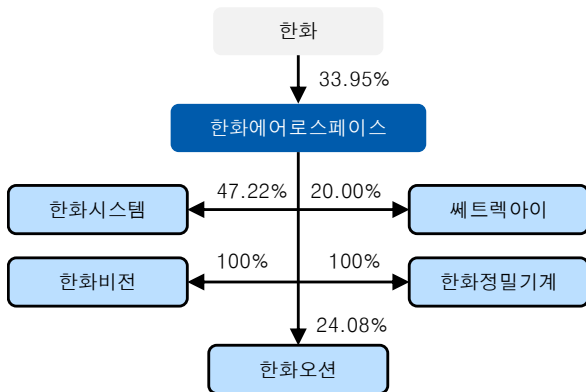 한화
33.95%
한화에어로스페이스
47.22% 20.00%
한화시스템 쎄트렉아이
100% 100%
한화비전 한화정밀기계
24.08%
한화오션